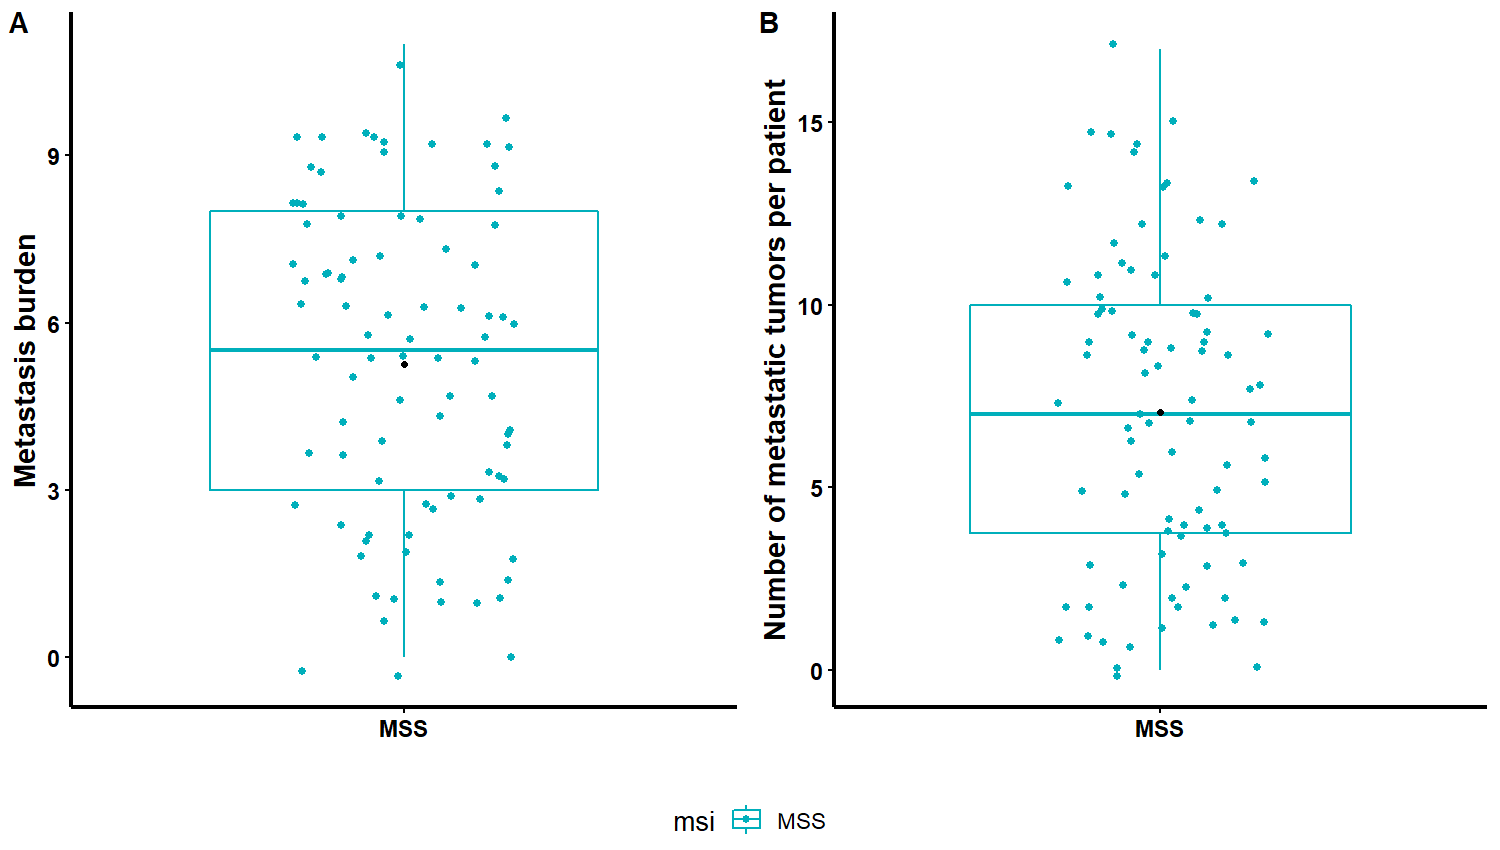 A
Metastasis burden
9
6
3
0
MSS
B
Number of metastatic tumors per patient
15
10
5
0
MSS
msi MSS